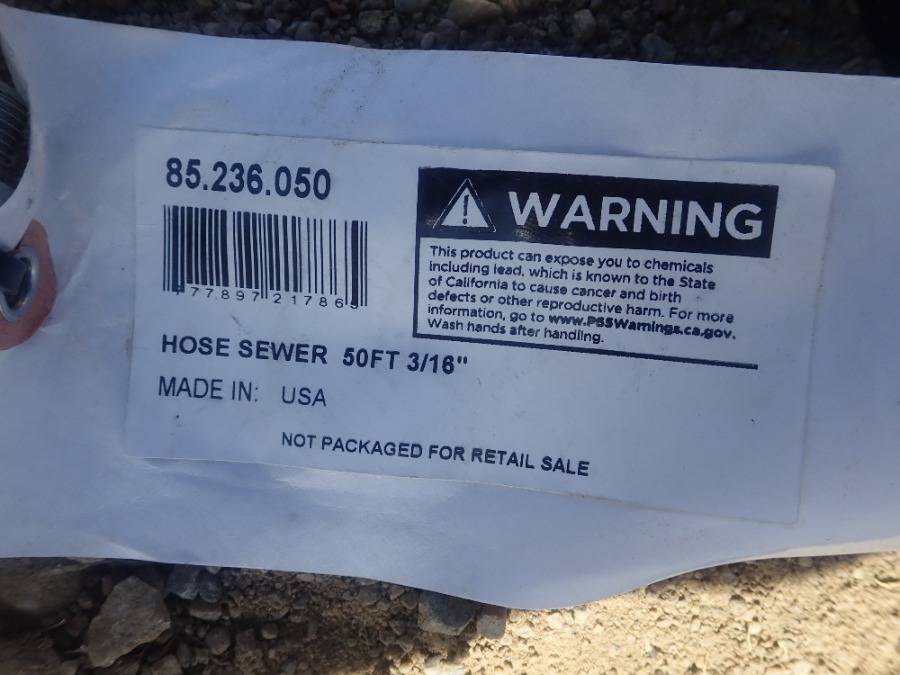 85.236.050
WARNING
This product can expose you to chemicals
including lead, which is known to the State
of California to cause cancer and birth
defects or other reproductive harm. For more
information, go to www.P65Warnings.ca.gov.
Wash hands after handling.
77897 21786
HOSE SEWER 50FT 3/16"
MADE IN: USA
NOT PACKAGED FOR RETAIL SALE